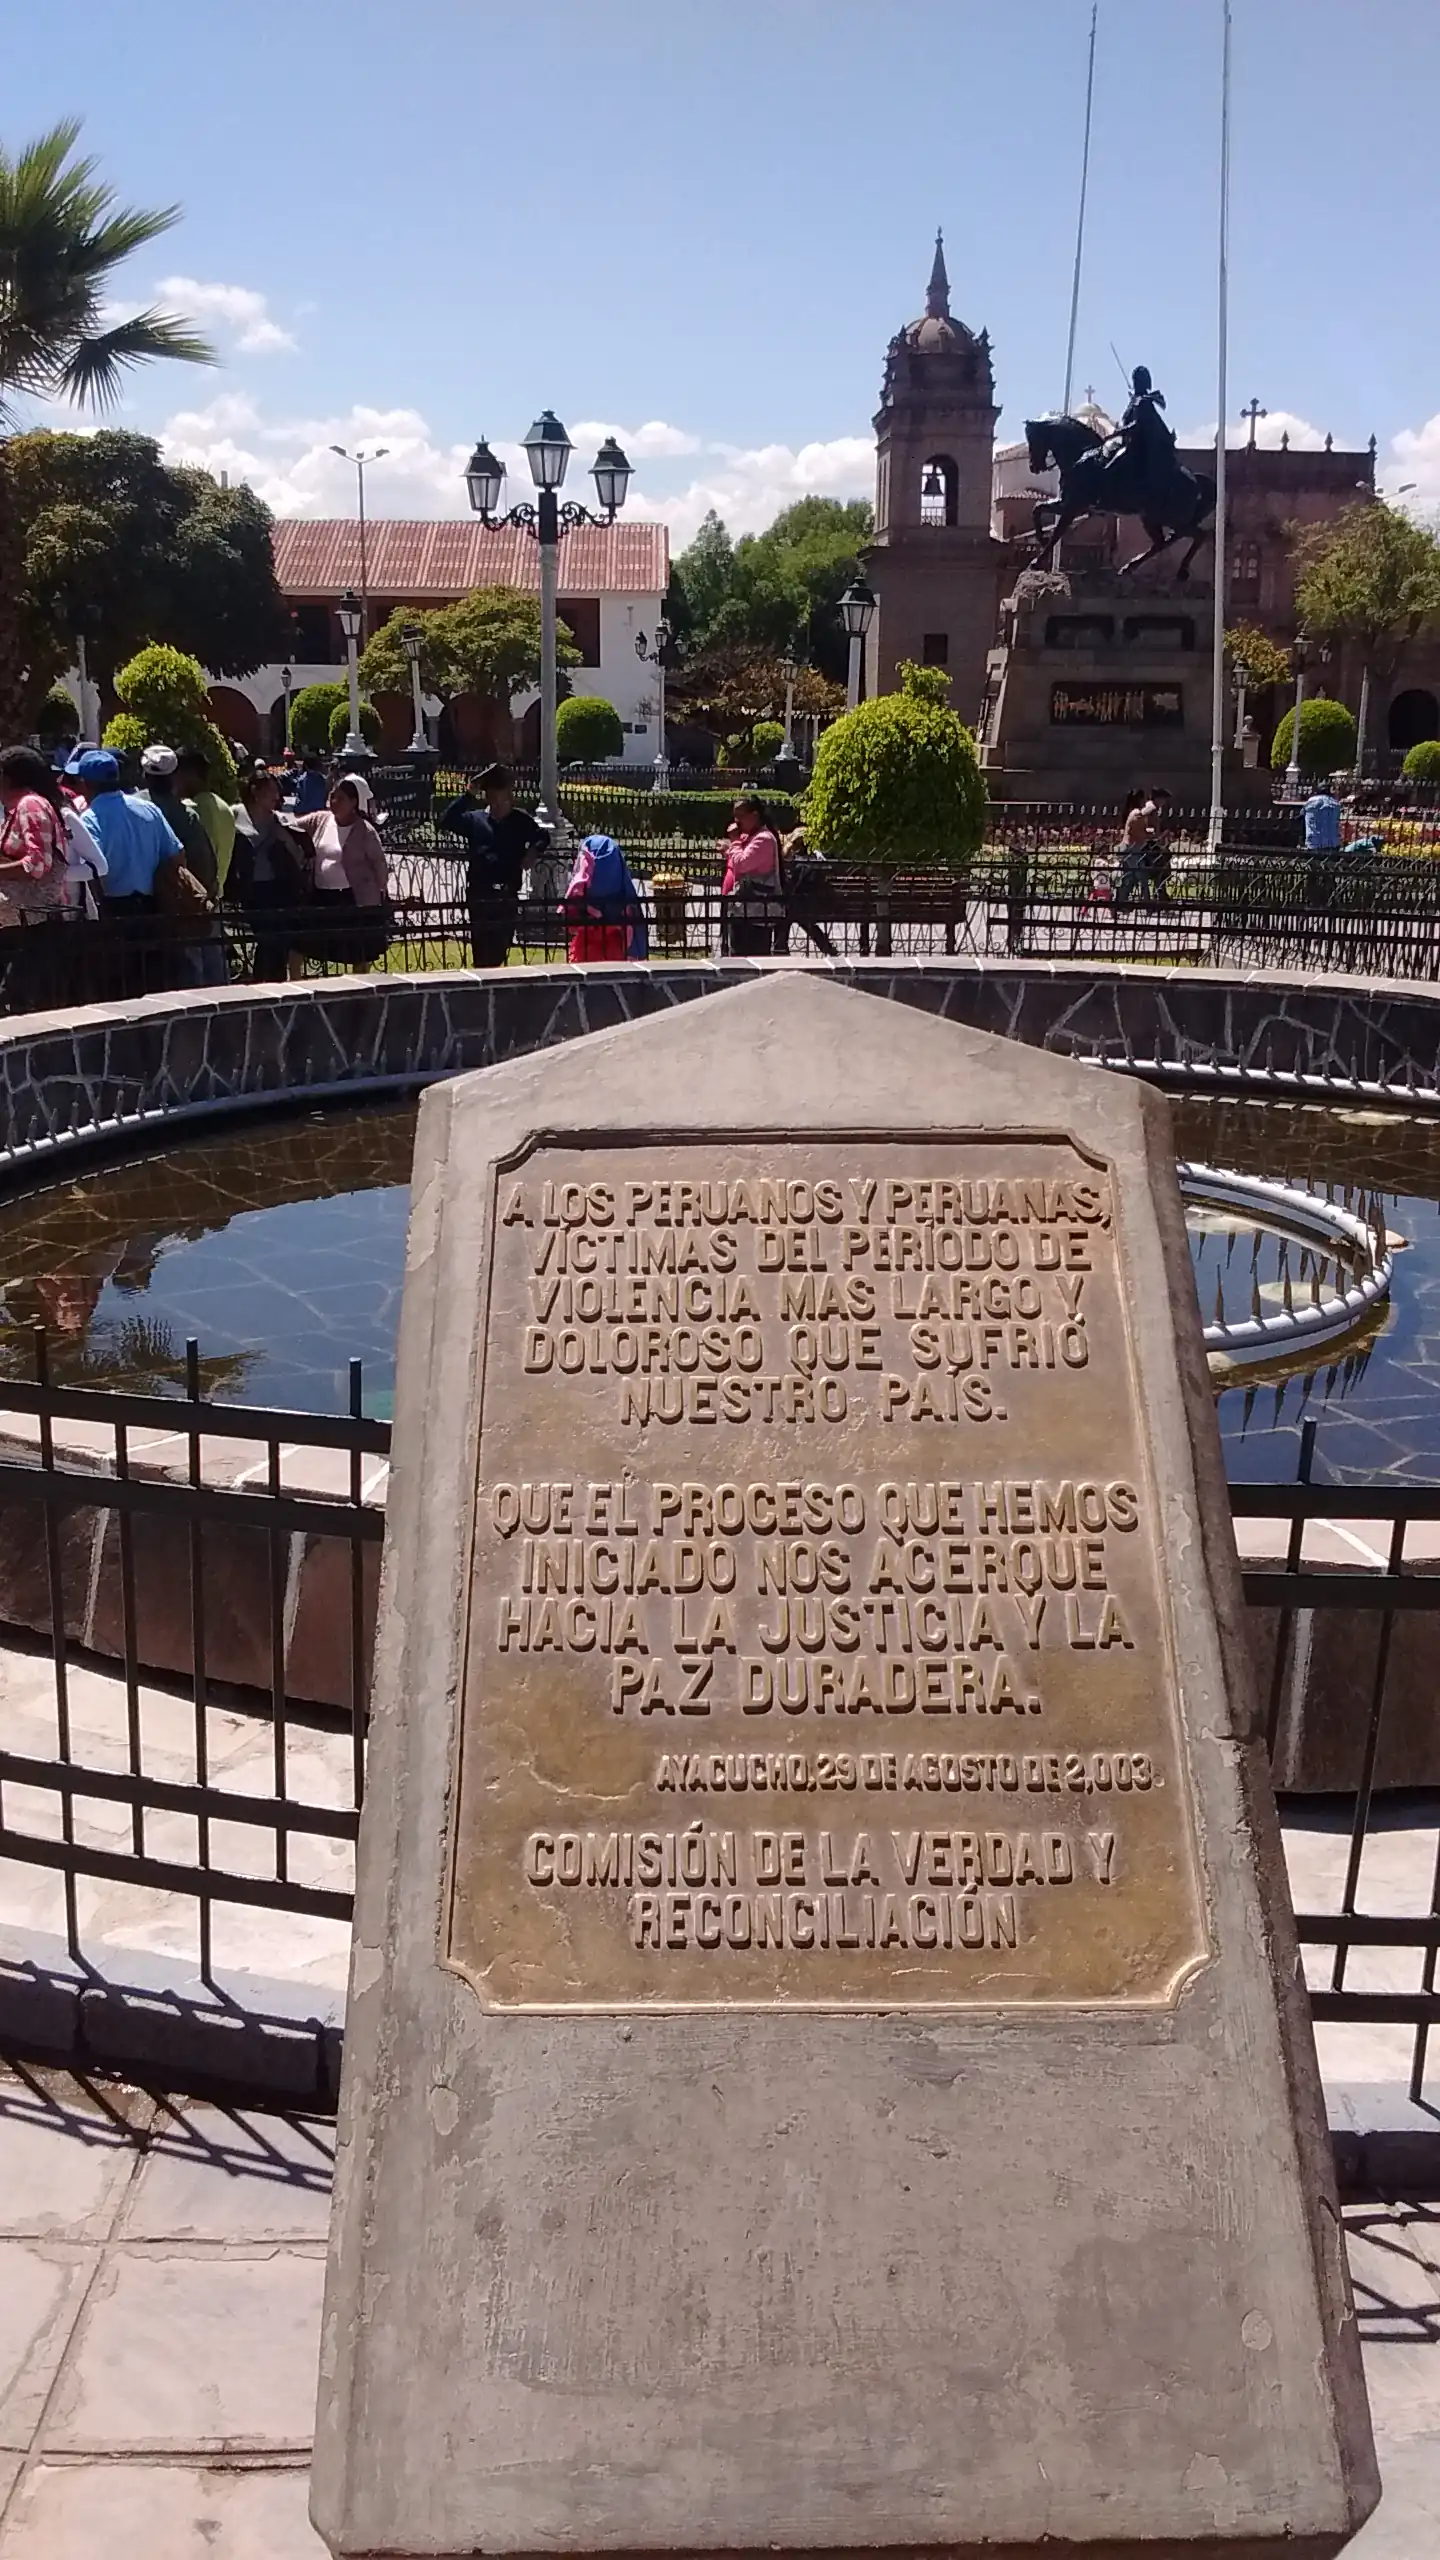 A LOS PERUANOS Y PERUANAS,
VÍCTIMAS DEL PERÍODO DE
VIOLENCIA MAS LARGO Y
DOLOROSO QUE SUFRIÓ
NUESTRO PAÍS.
QUE EL PROCESO QUE HEMOS
INICIADO NOS ACERQUE
HACIA LA JUSTICIA Y LA
PAZ DURADERA.
AYACUCHO, 29 DE AGOSTO DE 2,003.
COMISIÓN DE LA VERDAD Y
RECONCILIACIÓN